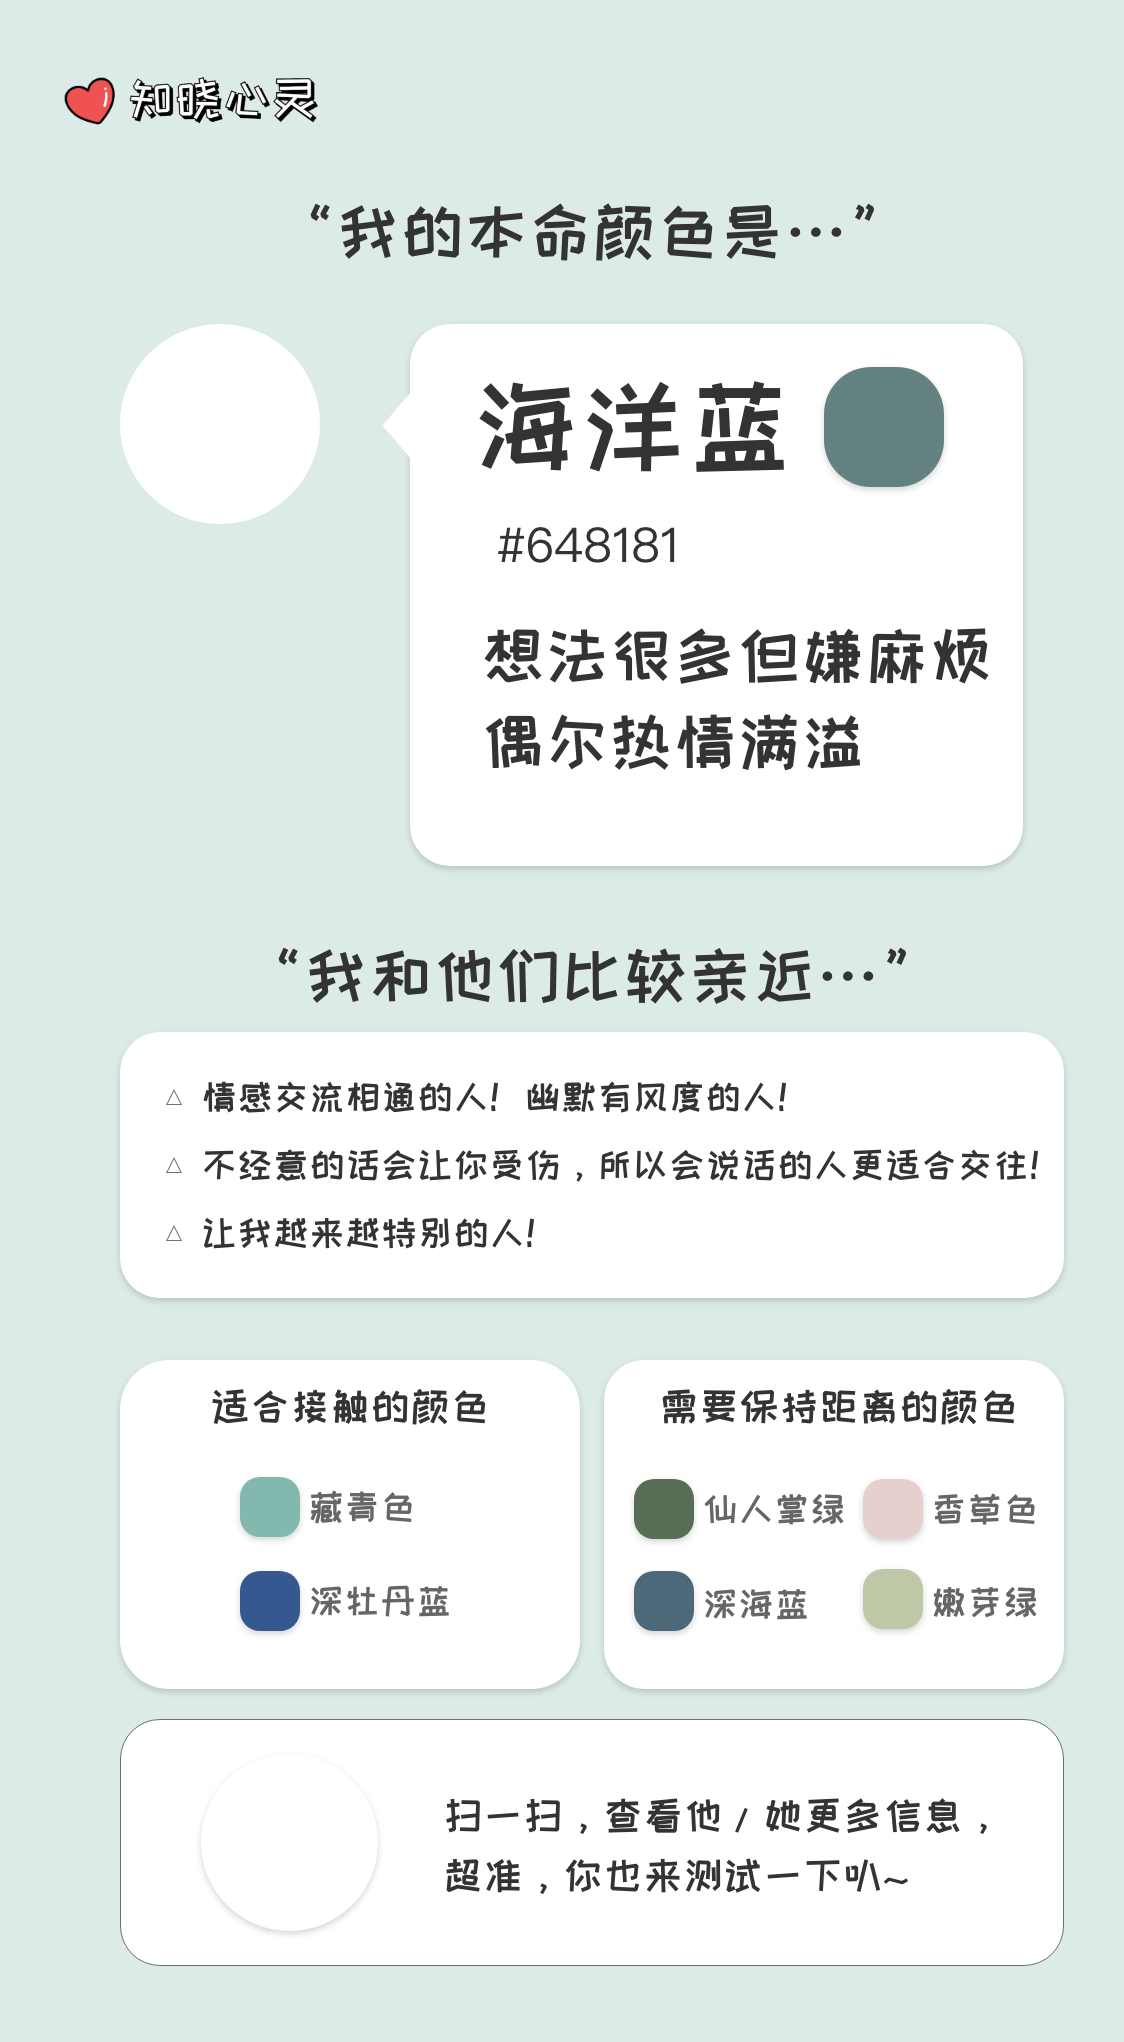 知晓心灵
“我的本命颜色是…”
海洋蓝
#648181
想法很多但嫌麻烦
偶尔热情满溢
“我和他们比较亲近…”
△ 情感交流相通的人! 幽默有风度的人!
△ 不经意的话会让你受伤，所以会说话的人更适合交往!
△ 让我越来越特别的人!
适合接触的颜色
藏青色
深牡丹蓝
需要保持距离的颜色
仙人掌绿 香草色
深海蓝 嫩芽绿
扫一扫，查看他/她更多信息，
超准，你也来测试一下叭~